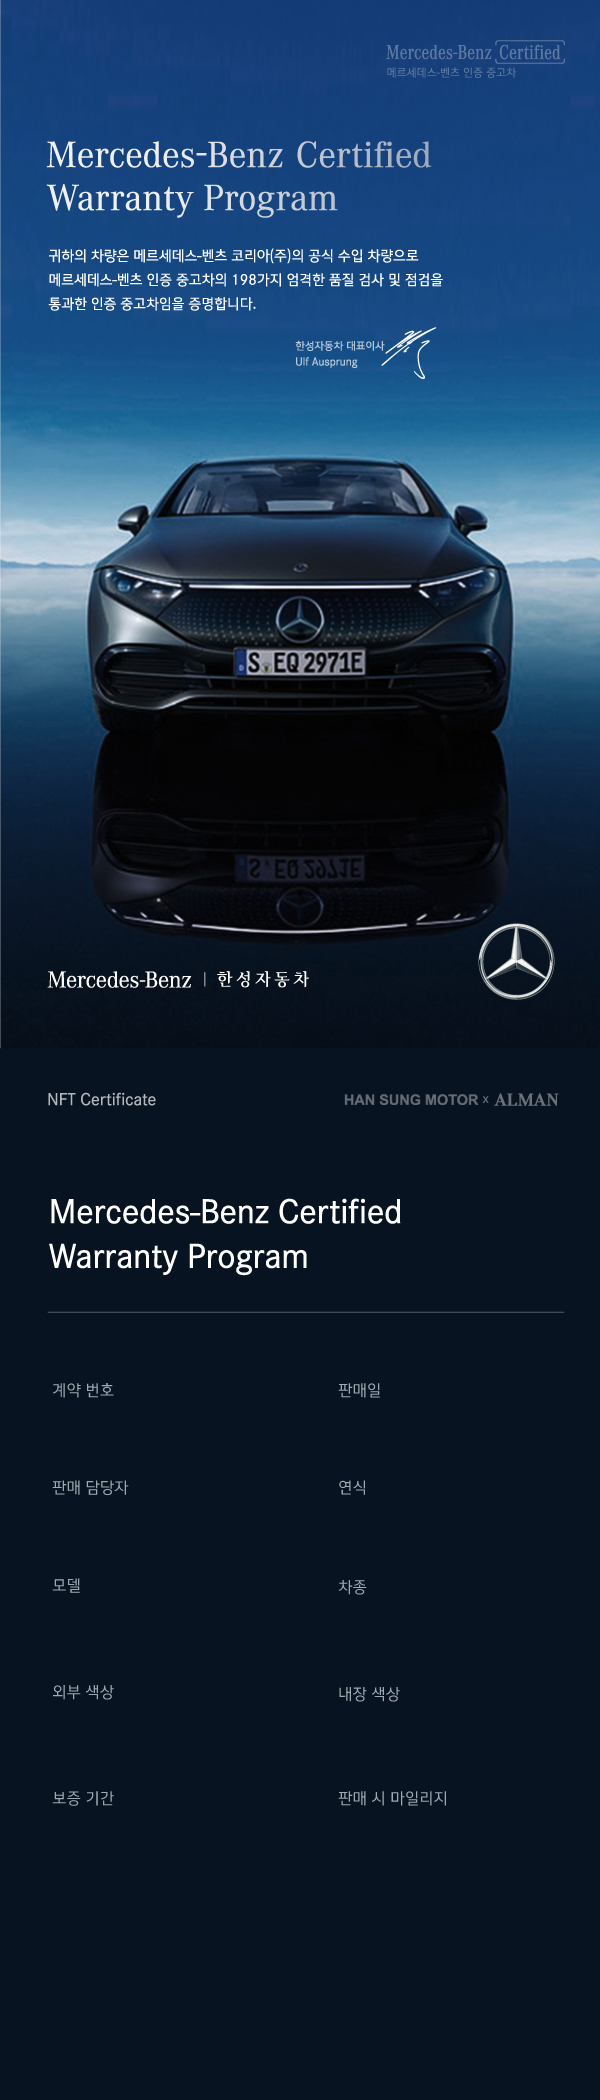 Mercedes-Benz Certified
메르세데스-벤츠 인증 중고차
Mercedes-Benz Certified
Warranty Program
귀하의 차량은 메르세데스-벤츠 코리아(주)의 공식 수입 차량으로
메르세데스-벤츠 인증 중고차의 198가지 엄격한 품질 검사 및 점검을
통과한 인증 중고차임을 증명합니다.
한성자동차 대표이사
Ulf Ausprung
S EQ 2971E
Mercedes-Benz | 한성자동차
NFT Certificate
HAN SUNG MOTOR x ALMAN
Mercedes-Benz Certified
Warranty Program
계약 번호
판매일
판매 담당자
연식
모델
차종
외부 색상
내장 색상
보증 기간
판매 시 마일리지